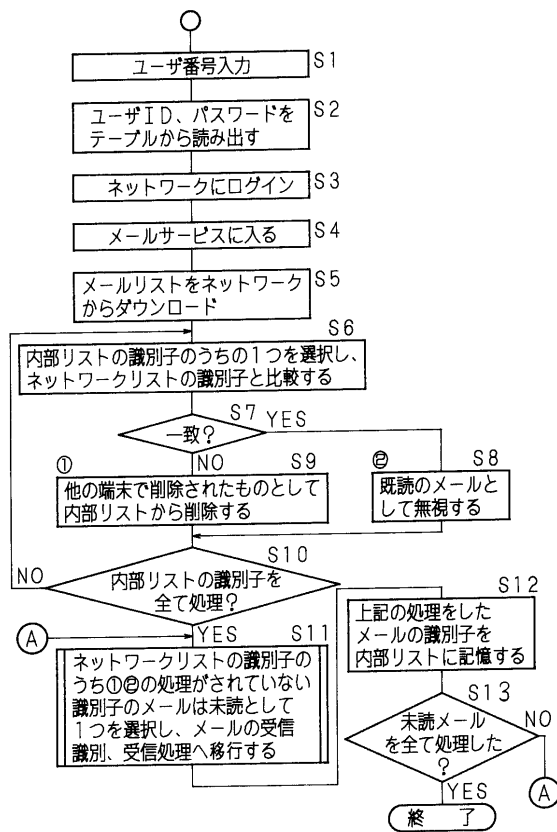 ユーザ番号入力 S1
ユーザID、パスワードを
テーブルから読み出す S2
ネットワークにログイン S3
メールサービスに入る S4
メールリストをネットワーク
からダウンロード S5
S6
内部リストの識別子のうちの1つを選択し、
ネットワークリストの識別子と比較する
S7
一致? YES
NO
① S9
他の端末で削除されたものとして
内部リストから削除する
② S8
既読のメールと
して無視する
S10
内部リストの識別子を
全て処理?
NO
YES
A
S11
ネットワークリストの識別子の
うち①②の処理がされていない
識別子のメールは未読として
1つを選択し、メールの受信
識別、受信処理へ移行する
S12
上記の処理をした
メールの識別子を
内部リストに記憶する
S13
未読メール
を全て処理した
?
NO
A
YES
終 了